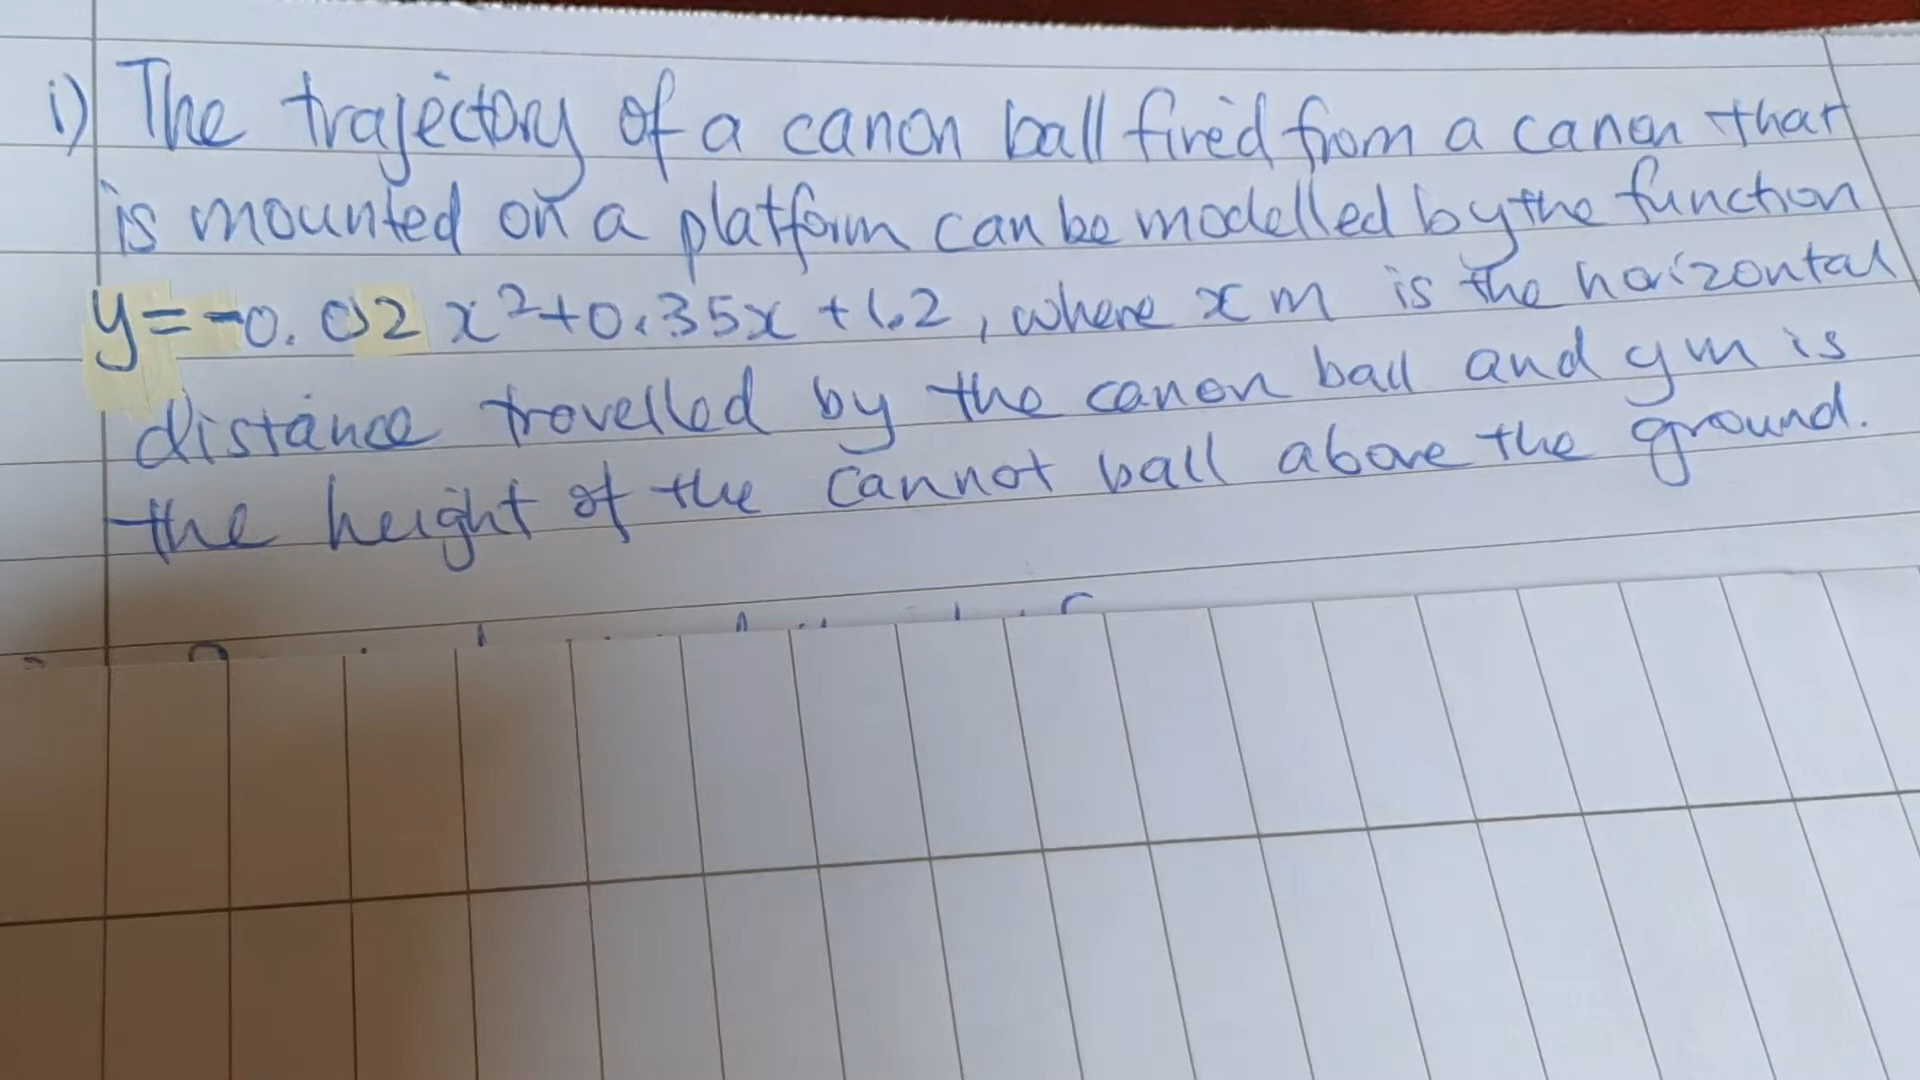 i) The trajectory of a canon ball fired from a canon that
is mounted on a platform can be modelled by the function
y=-0.02x²+0.35x+1.2, where x m is the horizontal
distance travelled by the canon ball and y m is
the height of the cannot ball above the ground.